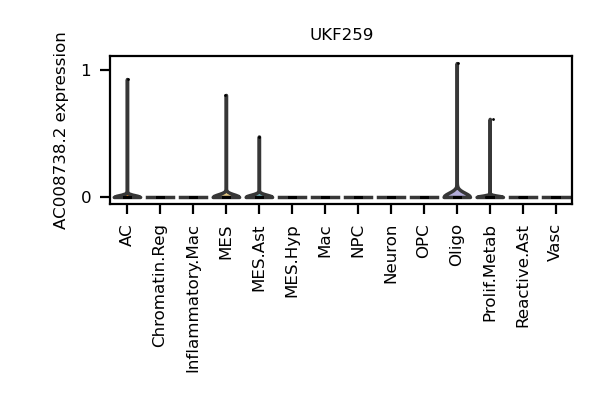 UKF259
AC008738.2 expression
1
0
AC
Chromatin.Reg
Inflammatory.Mac
MES
MES.Ast
MES.Hyp
Mac
NPC
Neuron
OPC
Oligo
Prolif.Metab
Reactive.Ast
Vasc